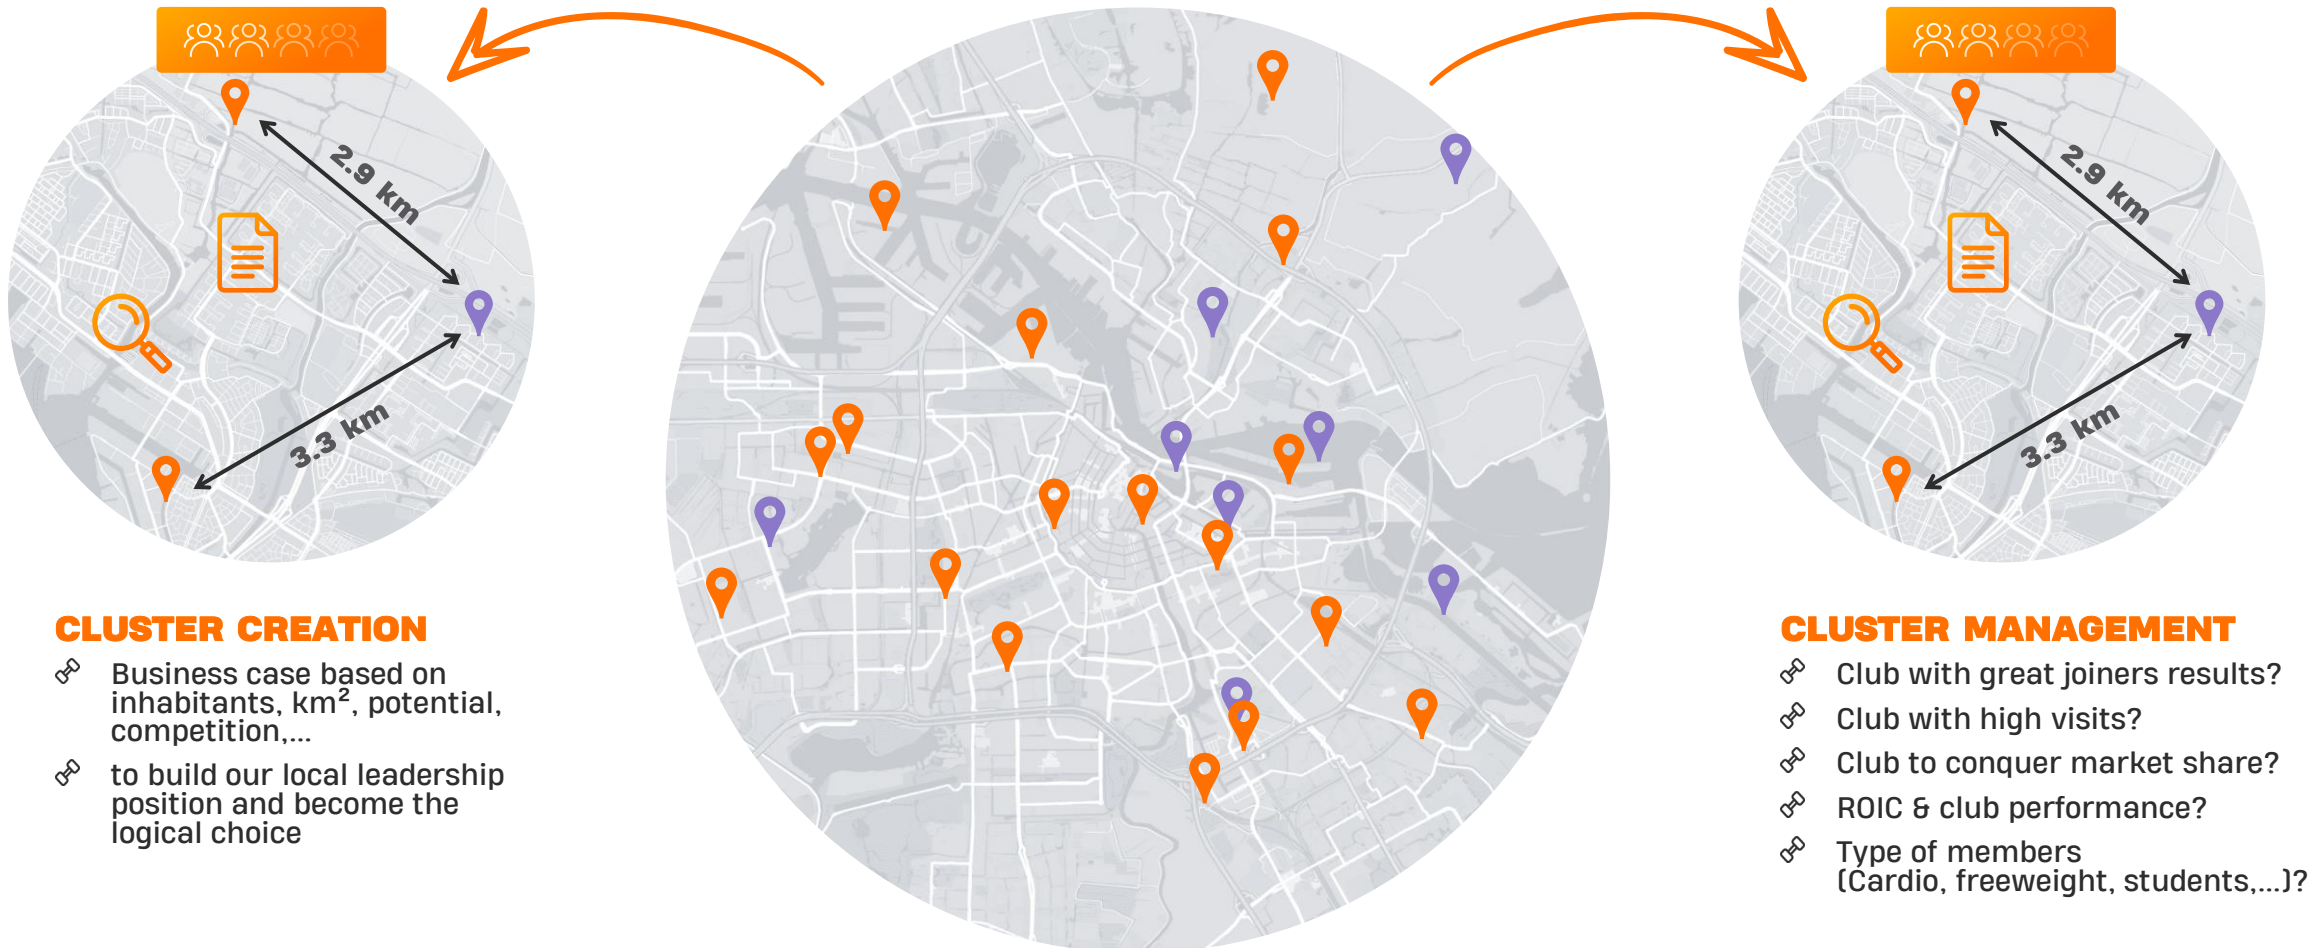 2.9 km
3.3 km
CLUSTER CREATION
Business case based on
inhabitants, km², potential,
competition,...
to build our local leadership
position and become the
logical choice
2.9 km
3.3 km
CLUSTER MANAGEMENT
Club with great joiners results?
Club with high visits?
Club to conquer market share?
ROIC & club performance?
Type of members
(Cardio, freeweight, students,...)?